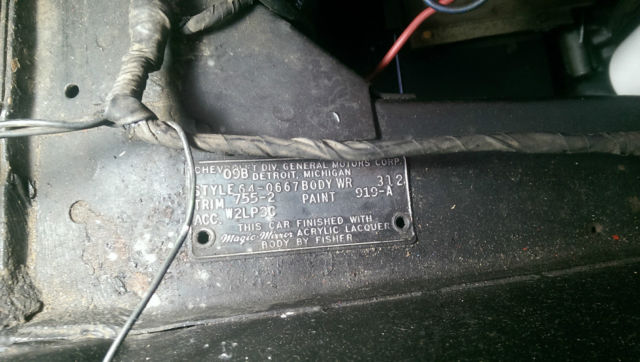 CHEVROLET DIV. GENERAL MOTORS CORP.
09B DETROIT, MICHIGAN
STYLE 64-0667 BODY WR 312
TRIM 755-2 PAINT 919-A
ACC. W2LP3C
THIS CAR FINISHED WITH
Magic-Mirror ACRYLIC LACQUER
BODY BY FISHER